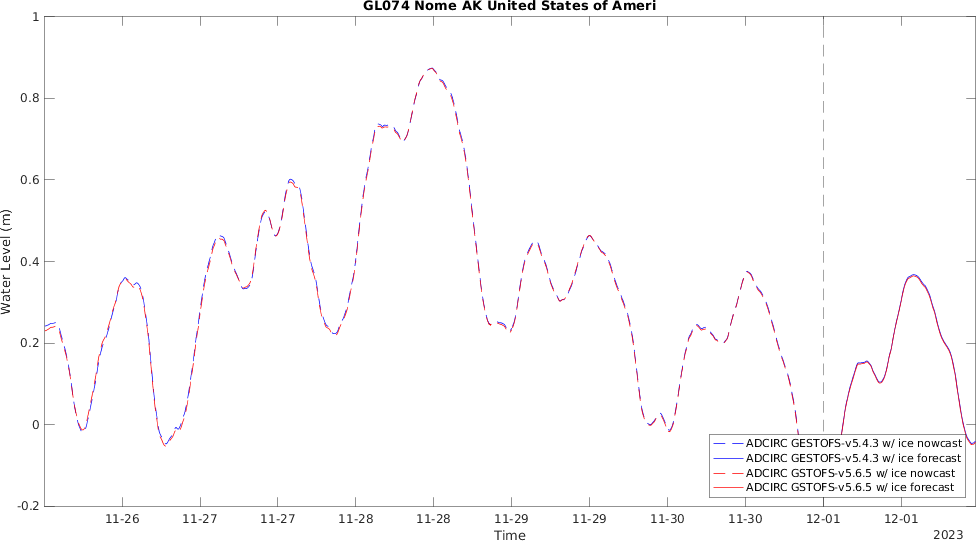 GL074 Nome AK United States of Ameri
1
0.8
0.6
0.4
0.2
0
-0.2
Water Level (m)
ADCIRC GESTOFS-v5.4.3 w/ ice nowcast
ADCIRC GESTOFS-v5.4.3 w/ ice forecast
ADCIRC GSTOFS-v5.6.5 w/ ice nowcast
ADCIRC GSTOFS-v5.6.5 w/ ice forecast
11-26 11-27 11-27 11-28 11-28 11-29 11-29 11-30 11-30 12-01 12-01
Time
2023